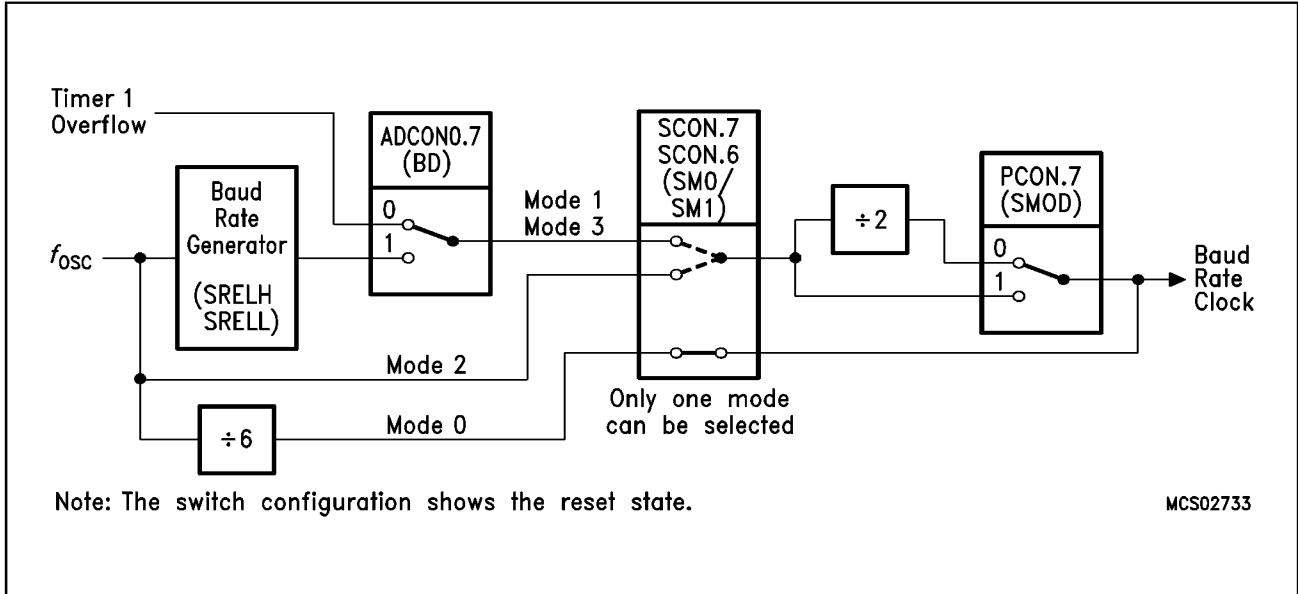 Timer 1
Overflow
ADCON0.7
(BD)
0
1
Baud
Rate
Generator
(SRELH
SRELL)
fOSC
Mode 1
Mode 3
Mode 2
Mode 0
÷6
SCON.7
SCON.6
(SM0/
SM1)
Only one mode
can be selected
÷2
PCON.7
(SMOD)
0
1
Baud
Rate
Clock
Note: The switch configuration shows the reset state.
MCS02733